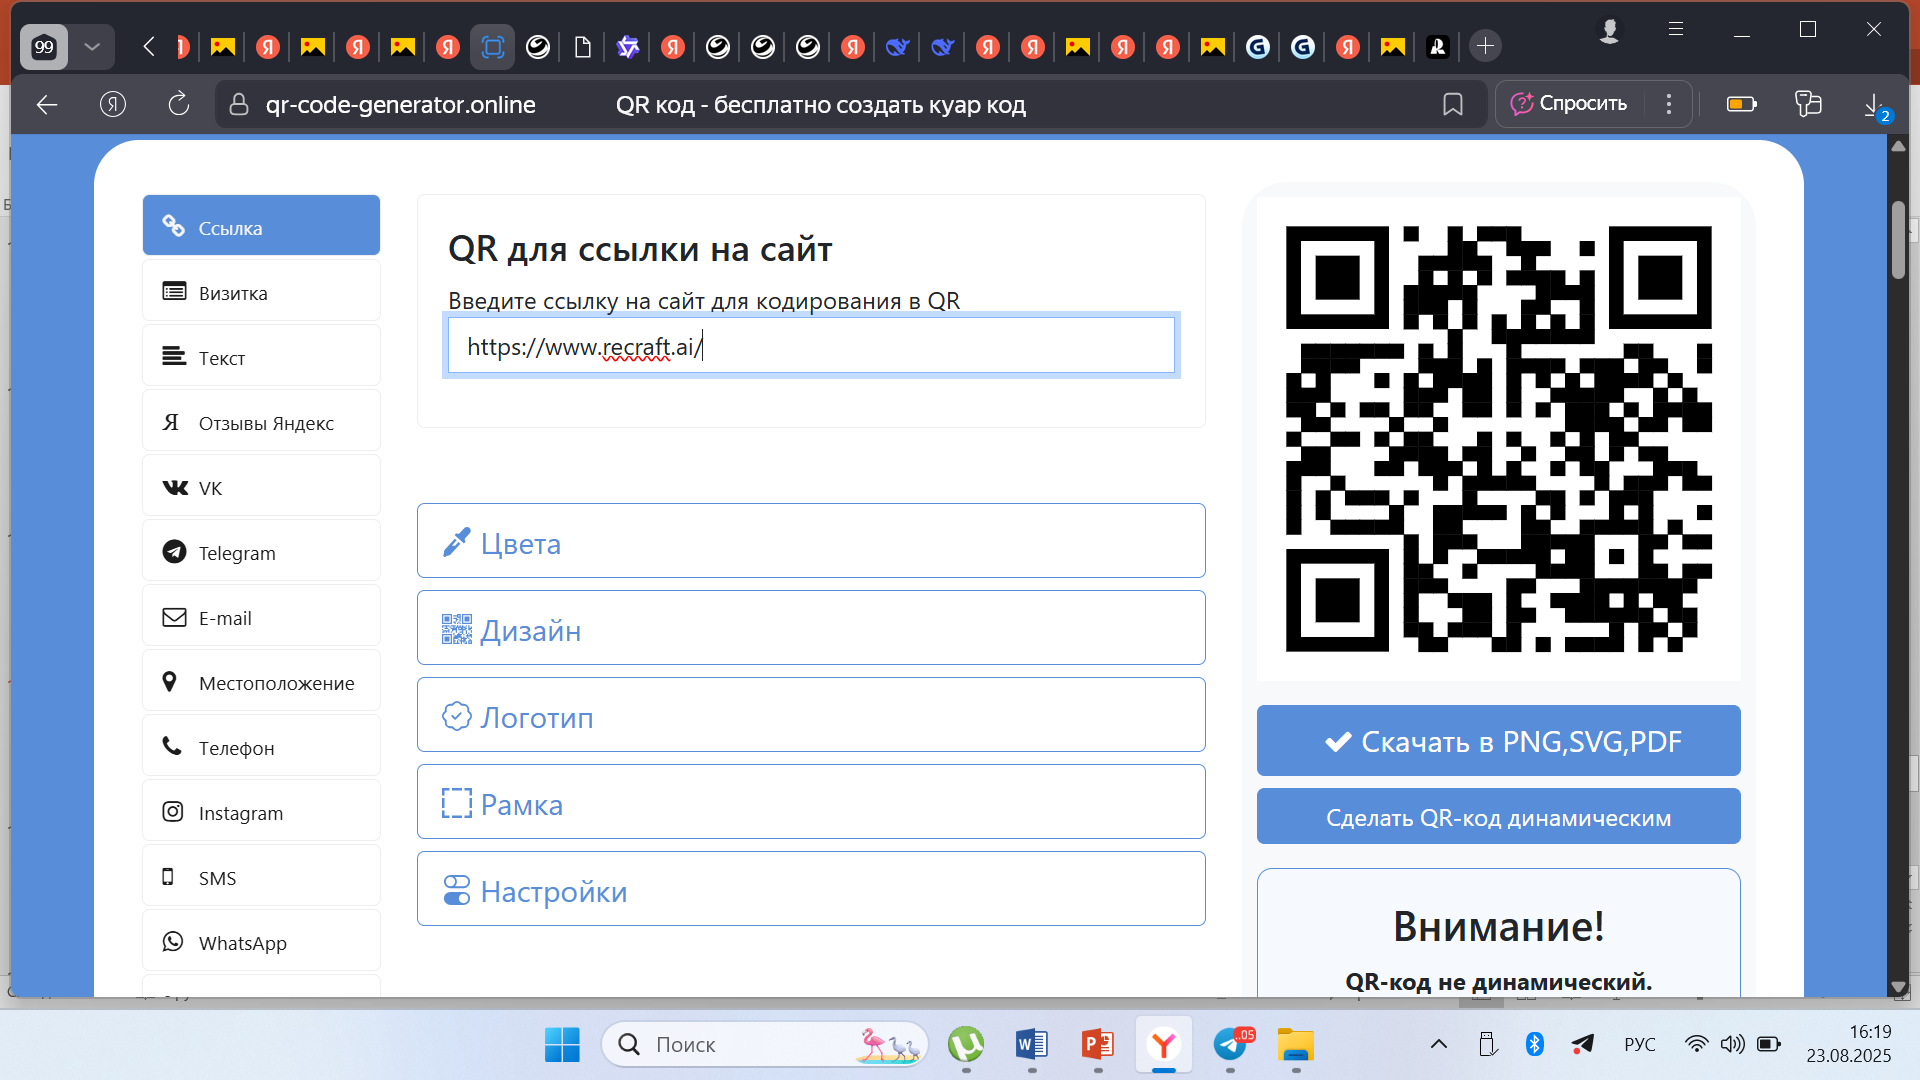 99
qr-code-generator.online
QR код - бесплатно создать куар код
Спросить
2
Ссылка
Визитка
Текст
Отзывы Яндекс
VK
Telegram
E-mail
Местоположение
Телефон
Instagram
SMS
WhatsApp
QR для ссылки на сайт
Введите ссылку на сайт для кодирования в QR
https://www.recraft.ai/
Цвета
Дизайн
Логотип
Рамка
Настройки
Скачать в PNG,SVG,PDF
Сделать QR-код динамическим
Внимание!
QR-код не динамический.
Поиск
..05
РУС
16:19
23.08.2025